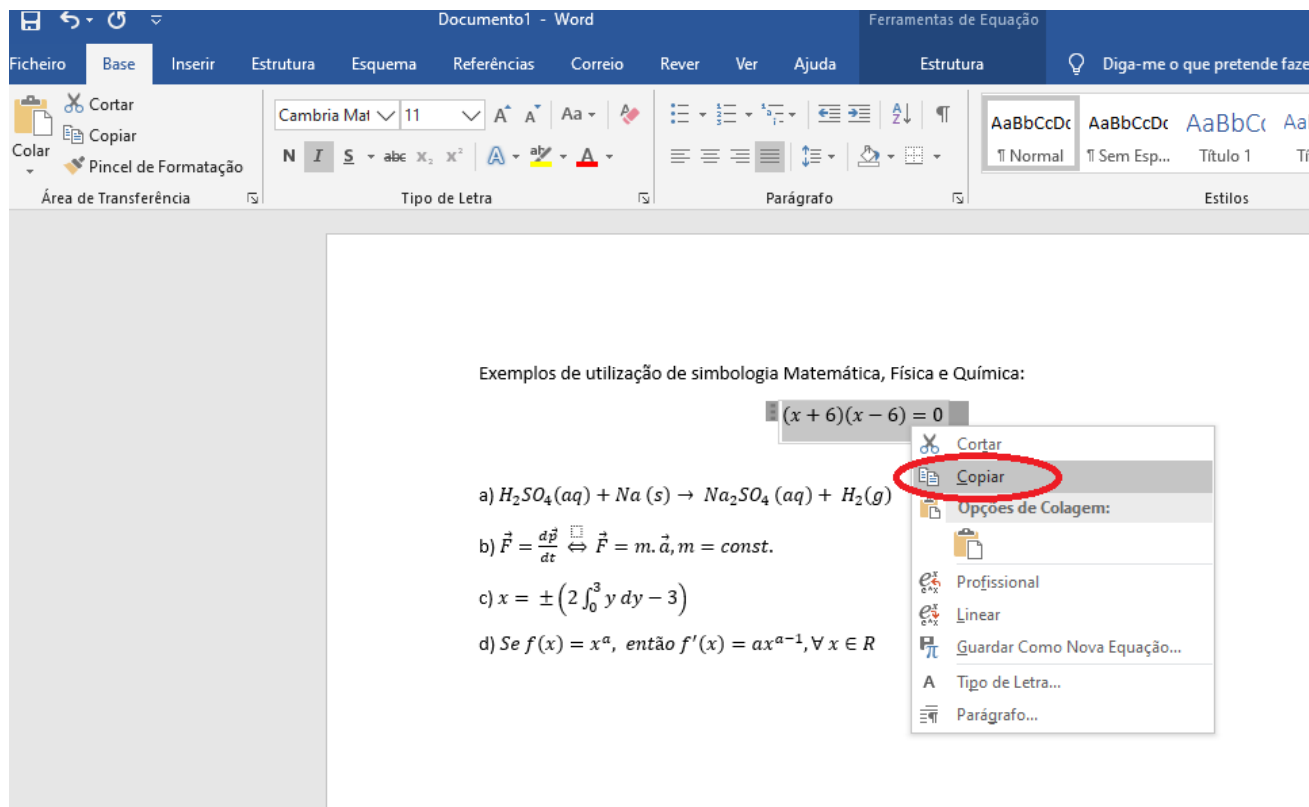 Documento1 - Word Ferramentas de Equação
Ficheiro Base Inserir Estrutura Esquema Referências Correio Rever Ver Ajuda Estrutura Diga-me o que pretende faze
Colar
Cortar
Copiar
Pincel de Formatação
Área de Transferência
Cambria Mat 11 A A Aa
N I S abc X₂ x² A aby A
Tipo de Letra
Parágrafo
AaBbCcDc AaBbCcDc AaBbC( Aa
¶ Normal ¶ Sem Esp... Título 1 Tí
Estilos
Exemplos de utilização de simbologia Matemática, Física e Química:
(x + 6)(x − 6) = 0
a) H₂SO₄(aq) + Na (s) → Na₂SO₄ (aq) + H₂(g)
b) F⃗ = dp⃗/dt ⇔ F⃗ = m. a⃗, m = const.
c) x = ±(2 ∫₀³ y dy − 3)
d) Se f(x) = xᵃ, então f′(x) = axᵃ⁻¹, ∀ x ∈ R
Cortar
Copiar
Opções de Colagem:
Profissional
Linear
Guardar Como Nova Equação...
Tipo de Letra...
Parágrafo...